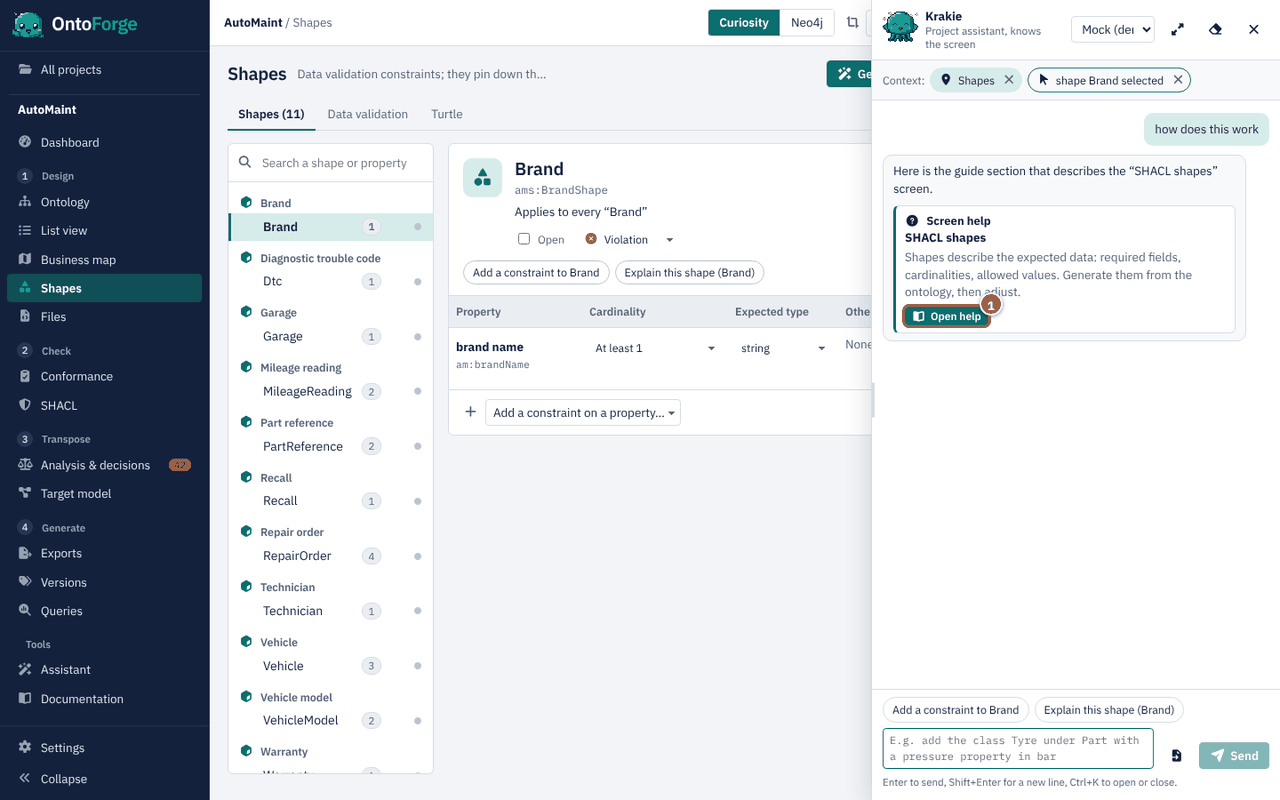 OntoForge
All projects
AutoMaint
Dashboard
1 Design
Ontology
List view
Business map
Shapes
Files
2 Check
Conformance
SHACL
3 Transpose
Analysis & decisions 42
Target model
4 Generate
Exports
Versions
Queries
Tools
Assistant
Documentation
Settings
Collapse
AutoMaint / Shapes
Curiosity Neo4j
Shapes Data validation constraints; they pin down th…
Shapes (11) Data validation Turtle
Search a shape or property
Brand
Brand 1
Diagnostic trouble code
Dtc 1
Garage
Garage 1
Mileage reading
MileageReading 2
Part reference
PartReference 2
Recall
Recall 1
Repair order
RepairOrder 4
Technician
Technician 1
Vehicle
Vehicle 3
Vehicle model
VehicleModel 2
Warranty
Brand
ams:BrandShape
Applies to every “Brand”
Open Violation
Add a constraint to Brand Explain this shape (Brand)
Property Cardinality Expected type
brand name At least 1 string None
am:brandName
Add a constraint on a property…
Krakie
Project assistant, knows
the screen
Context: Shapes shape Brand selected
how does this work
Here is the guide section that describes the “SHACL shapes”
screen.
Screen help
SHACL shapes
Shapes describe the expected data: required fields,
cardinalities, allowed values. Generate them from the
ontology, then adjust.
Open help 1
Add a constraint to Brand Explain this shape (Brand)
E.g. add the class Tyre under Part with
a pressure property in bar
Send
Enter to send, Shift+Enter for a new line, Ctrl+K to open or close.